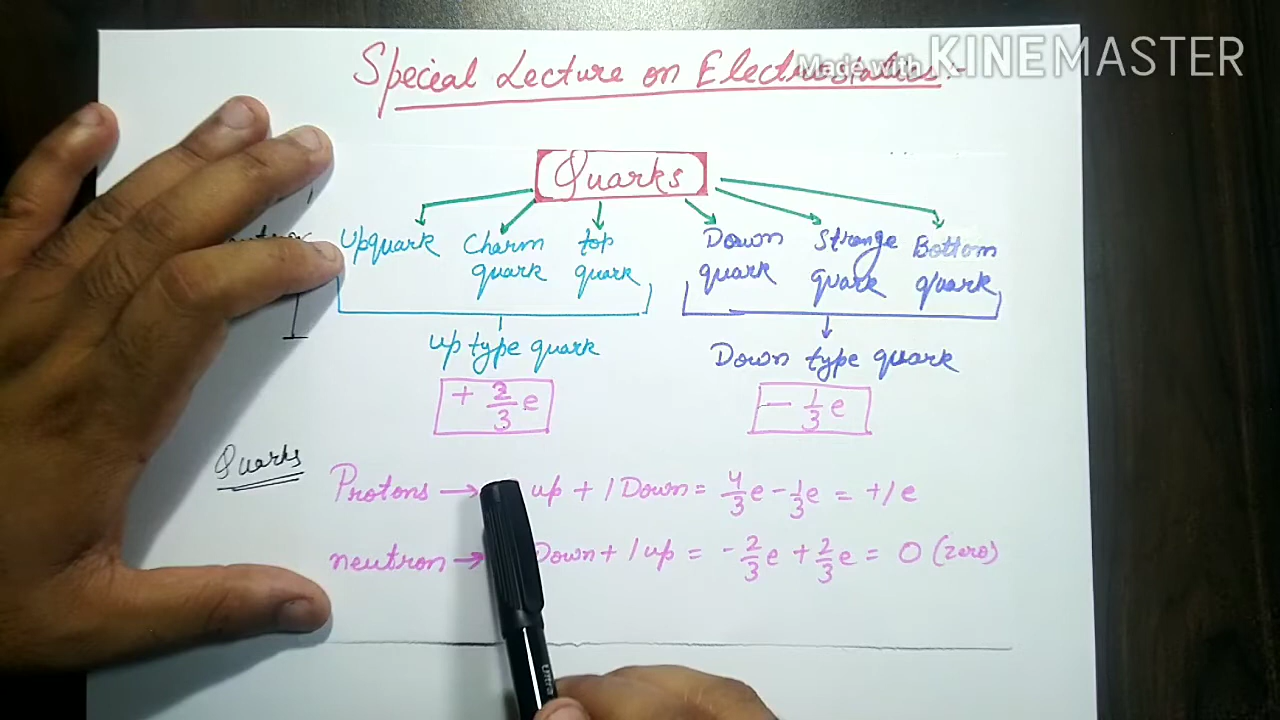 Special Lecture on Electrostatics:-
Made with KINEMASTER
Quarks
Upquark Charm quark top quark Down quark Strange quark Bottom quark
up type quark Down type quark
+ 2/3 e - 1/3 e
Quarks
Protons → up + 1 Down = 4/3 e - 1/3 e = +1e
neutron → Down + 1 up = - 2/3 e + 2/3 e = 0 (zero)
Ultra